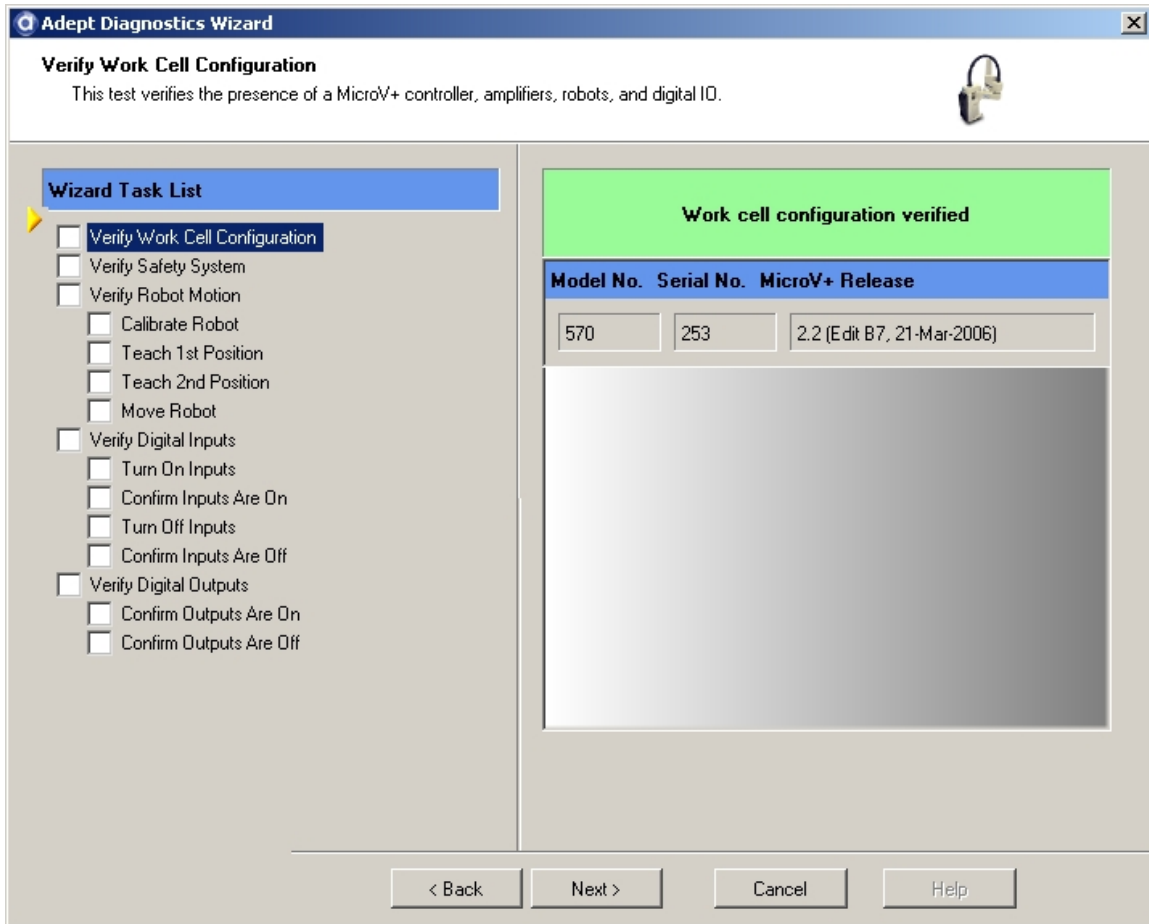 Adept Diagnostics Wizard
Verify Work Cell Configuration
This test verifies the presence of a MicroV+ controller, amplifiers, robots, and digital IO.
Wizard Task List
Verify Work Cell Configuration
Verify Safety System
Verify Robot Motion
Calibrate Robot
Teach 1st Position
Teach 2nd Position
Move Robot
Verify Digital Inputs
Turn On Inputs
Confirm Inputs Are On
Turn Off Inputs
Confirm Inputs Are Off
Verify Digital Outputs
Confirm Outputs Are On
Confirm Outputs Are Off
Work cell configuration verified
Model No. Serial No. MicroV+ Release
570 253 2.2 (Edit B7, 21-Mar-2006)
< Back Next > Cancel Help